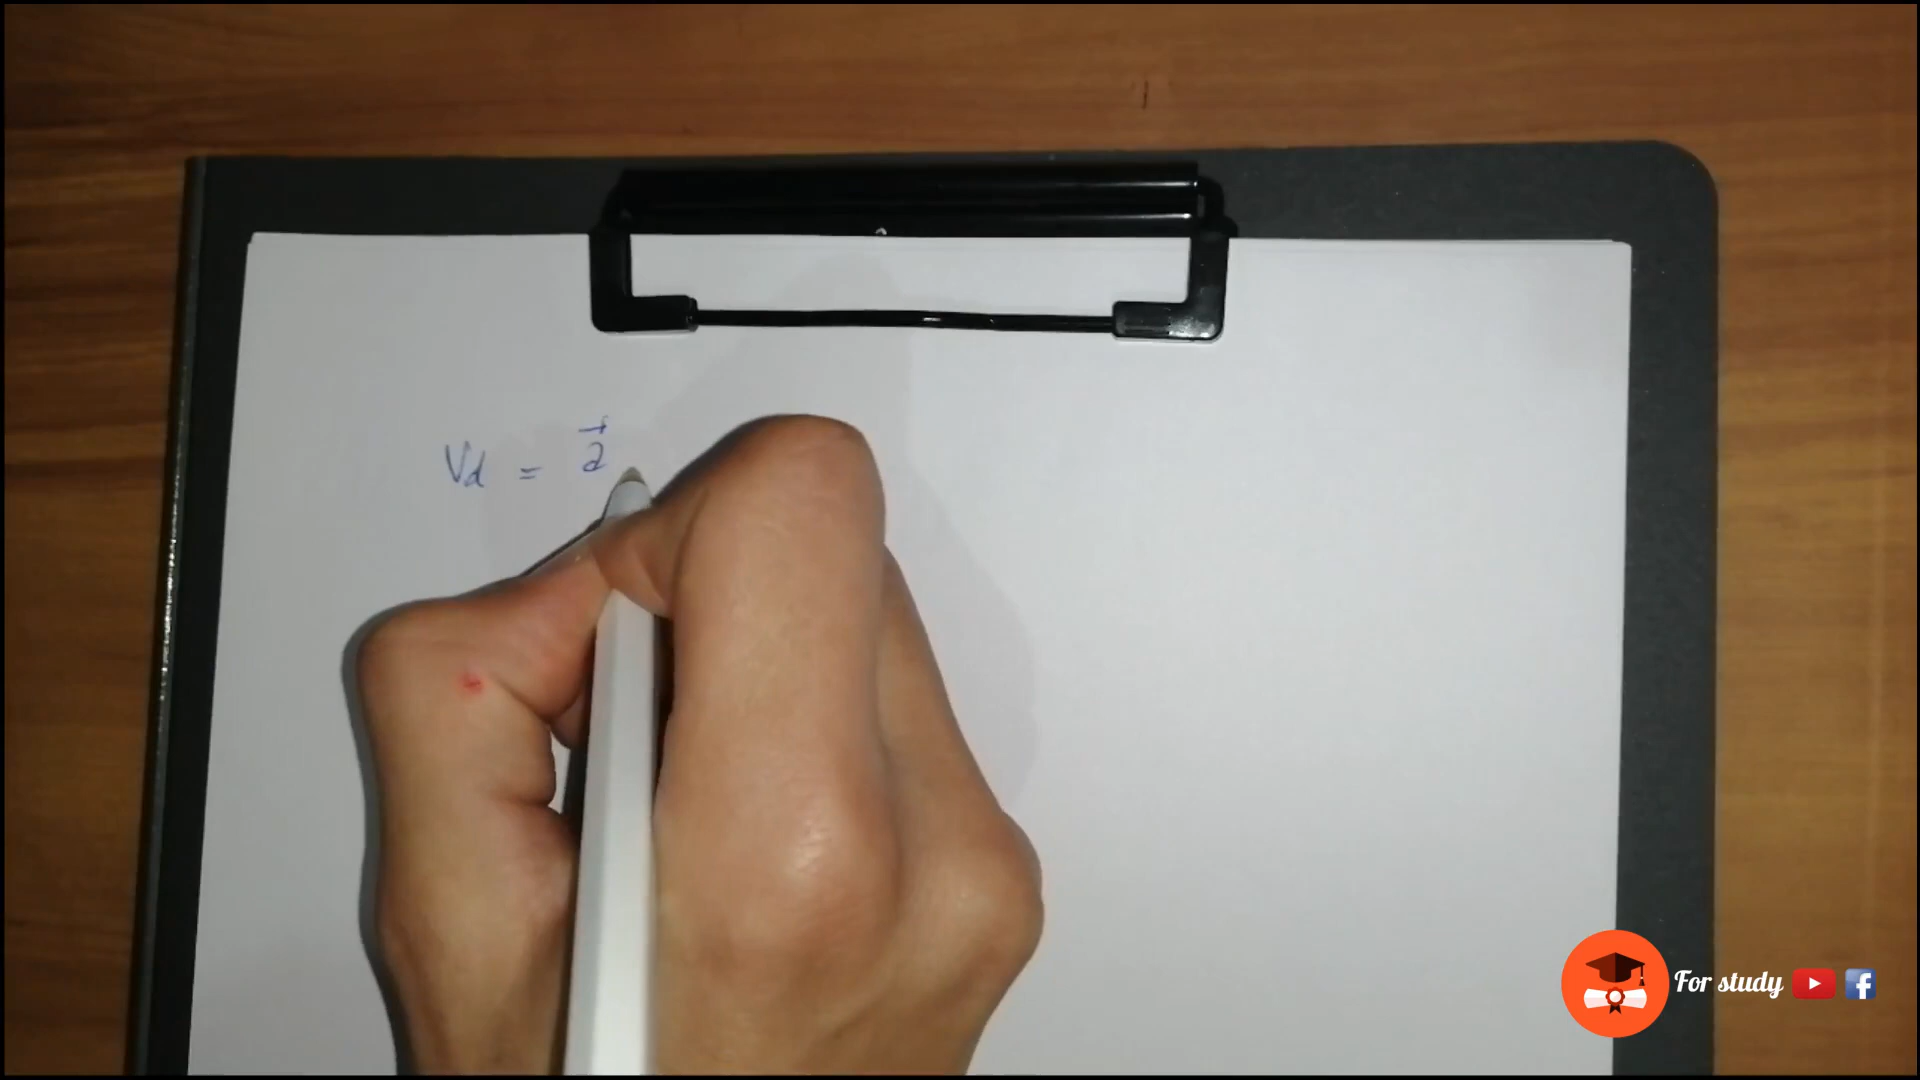 Vd = a⃗
For study